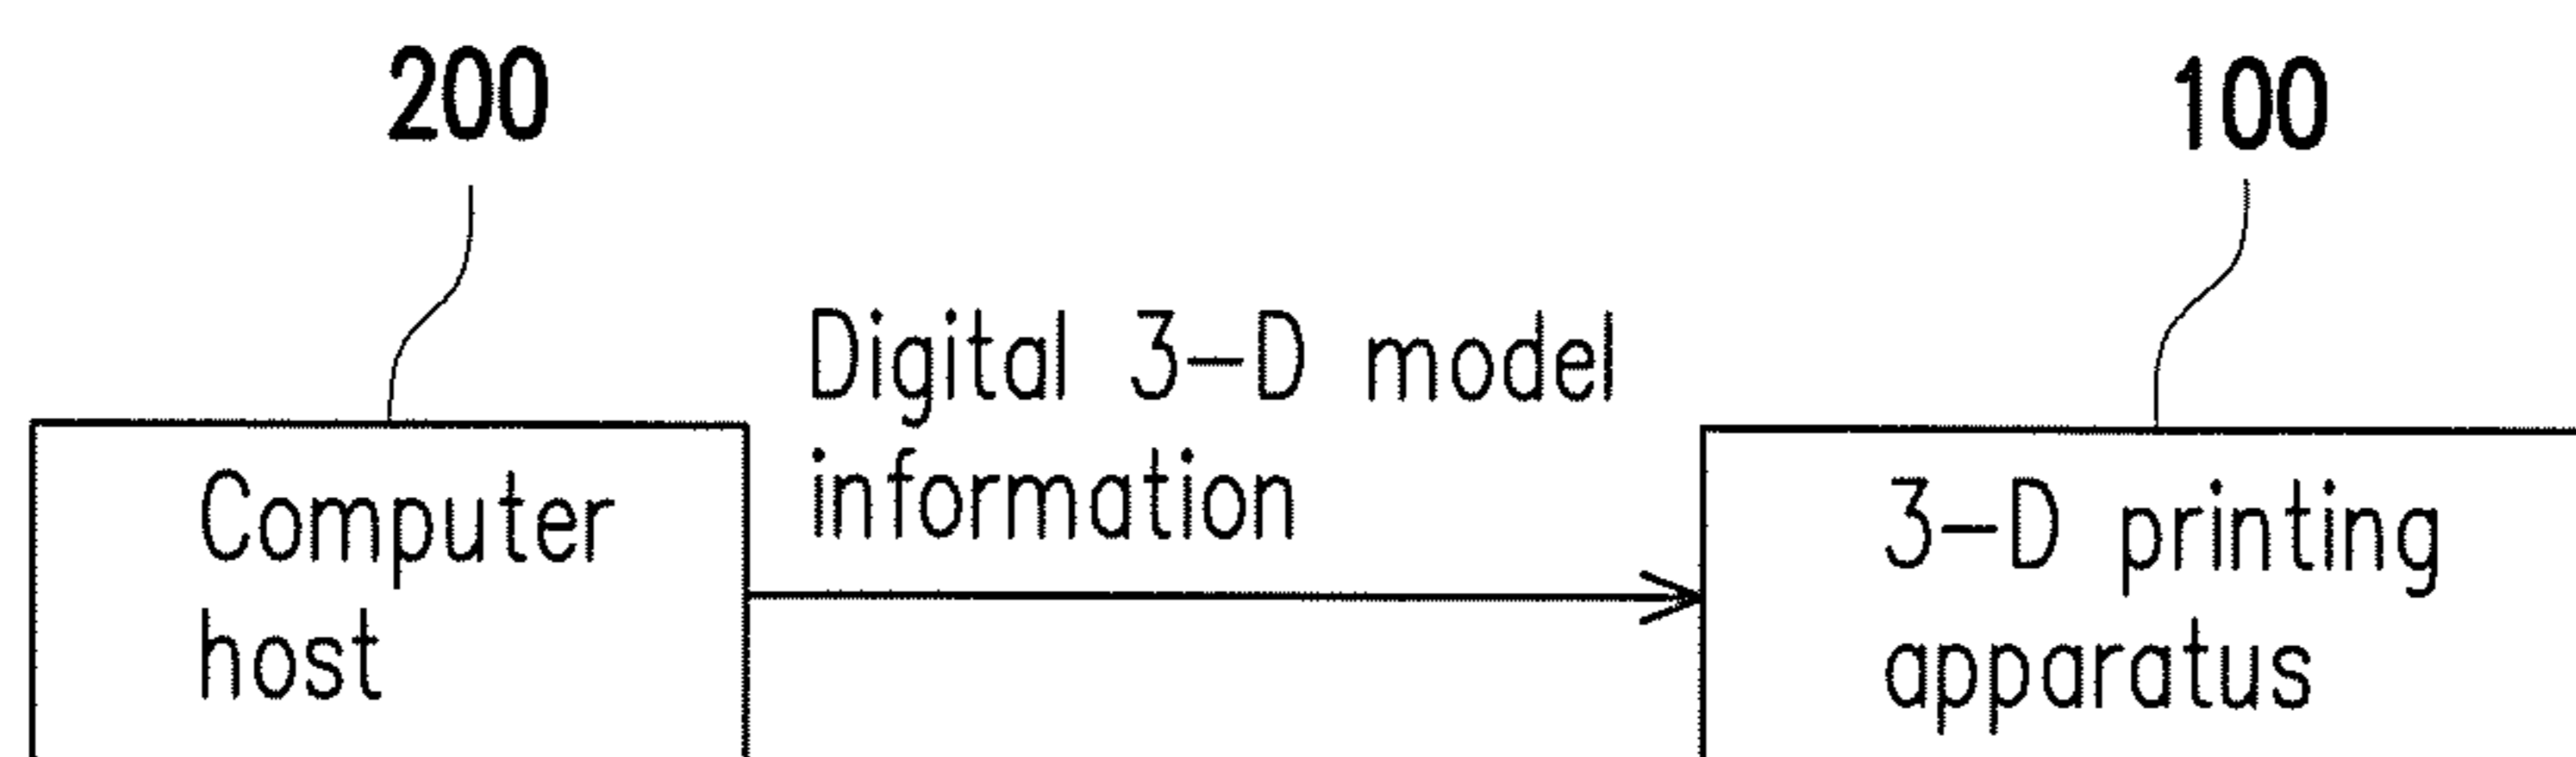 200
100
Digital 3-D model
information
Computer
host
3-D printing
apparatus